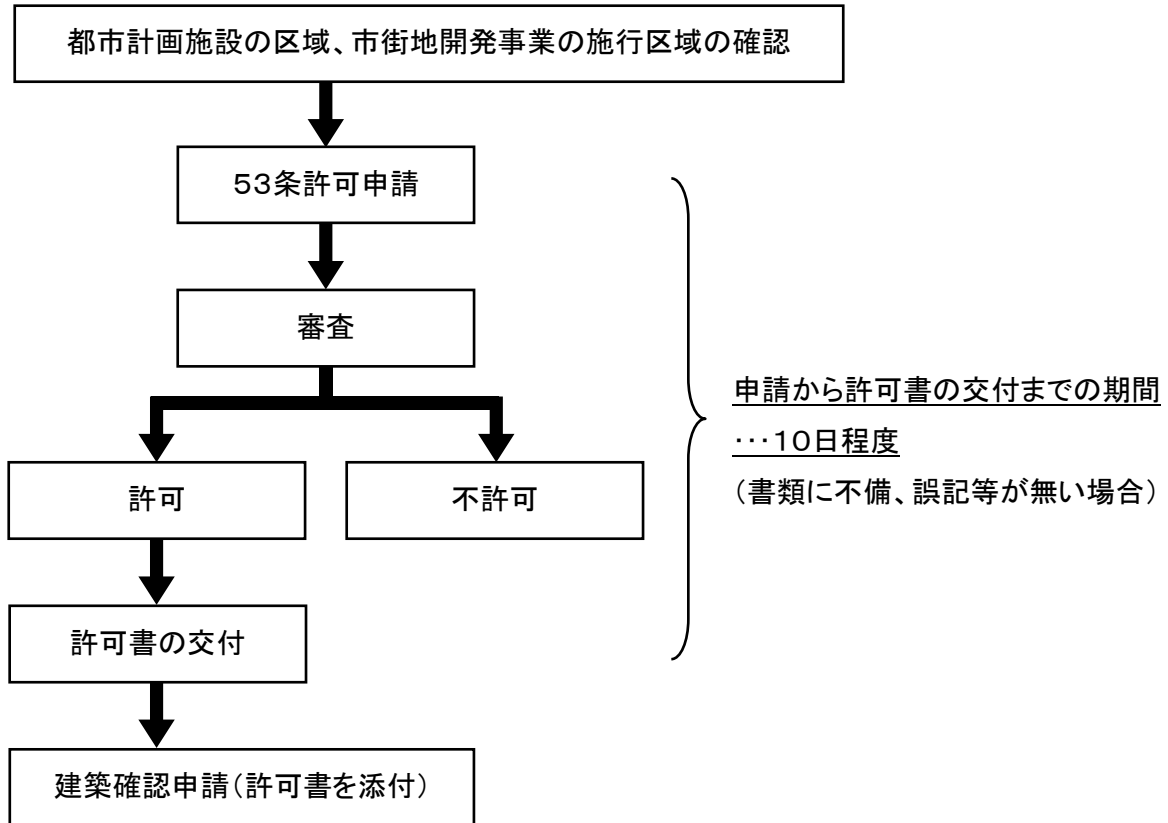 都市計画施設の区域、市街地開発事業の施行区域の確認
53条許可申請
審査
許可
不許可
許可書の交付
建築確認申請(許可書を添付)
申請から許可書の交付までの期間
･･･10日程度
(書類に不備、誤記等が無い場合)